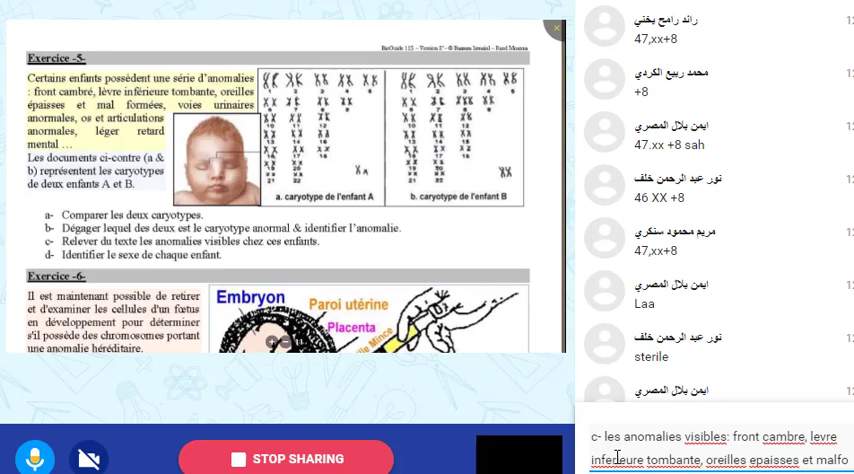 BioGuide 12S – Version F – © Bassam Ismaiel – Raed Moussa
Exercice -5-
Certains enfants possèdent une série d'anomalies
: front cambré, lèvre inférieure tombante, oreilles
épaisses et mal formées, voies urinaires
anormales, os et articulations
anormales, léger retard
mental …
Les documents ci-contre (a &
b) représentent les caryotypes
de deux enfants A et B.
a. caryotype de l'enfant A
b. caryotype de l'enfant B
a- Comparer les deux caryotypes.
b- Dégager lequel des deux est le caryotype anormal & identifier l'anomalie.
c- Relever du texte les anomalies visibles chez ces enfants.
d- Identifier le sexe de chaque enfant.
Exercice -6-
Il est maintenant possible de retirer
et d'examiner les cellules d'un fœtus
en développement pour déterminer
s'il possède des chromosomes portant
une anomalie héréditaire.
Embryon
Paroi utérine
Placenta
Mince
STOP SHARING
رائد رامح يخني
47,xx+8
محمد ربيع الكردي
+8
ايمن بلال المصري
47.xx +8 sah
نور عبد الرحمن خلف
46 XX +8
مريم محمود سنكري
47,xx+8
ايمن بلال المصري
Laa
نور عبد الرحمن خلف
sterile
ايمن بلال المصري
c- les anomalies visibles: front cambre, levre
inferieure tombante, oreilles epaisses et malfo